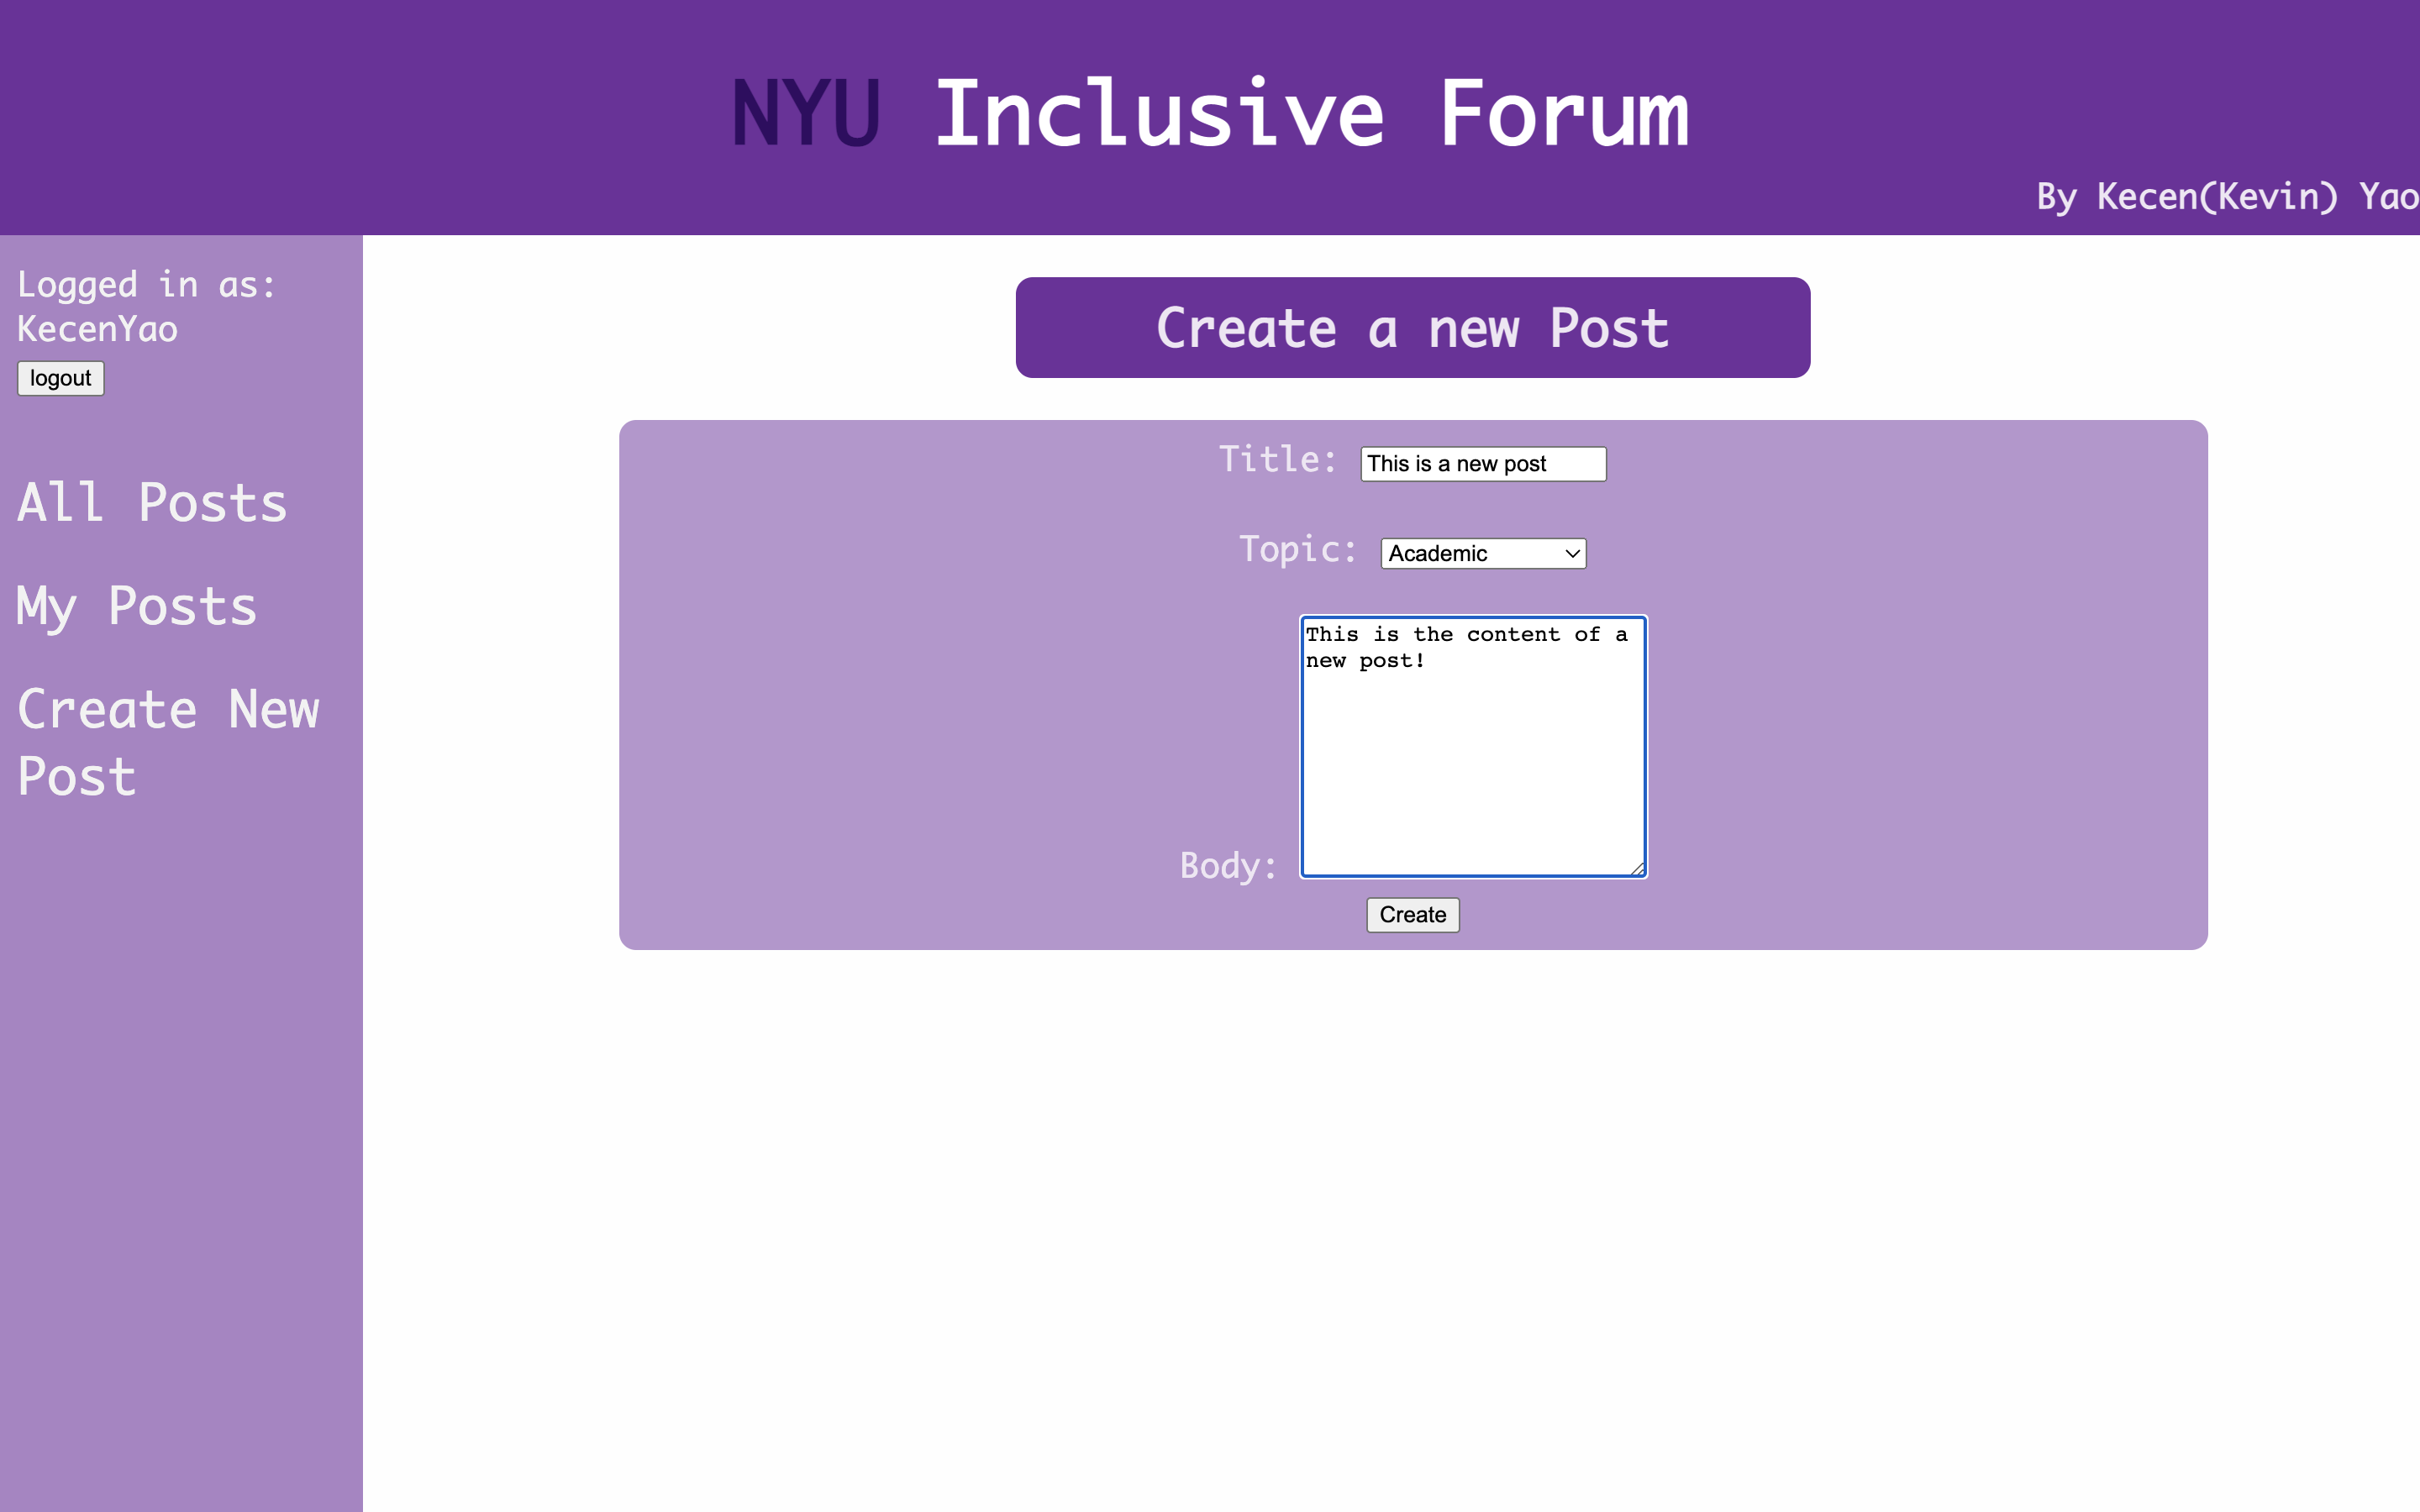 NYU Inclusive Forum
By Kecen(Kevin) Yao
Logged in as:
KecenYao
logout
All Posts
My Posts
Create New
Post
Create a new Post
Title: This is a new post
Topic: Academic
Body: This is the content of a
new post!
Create